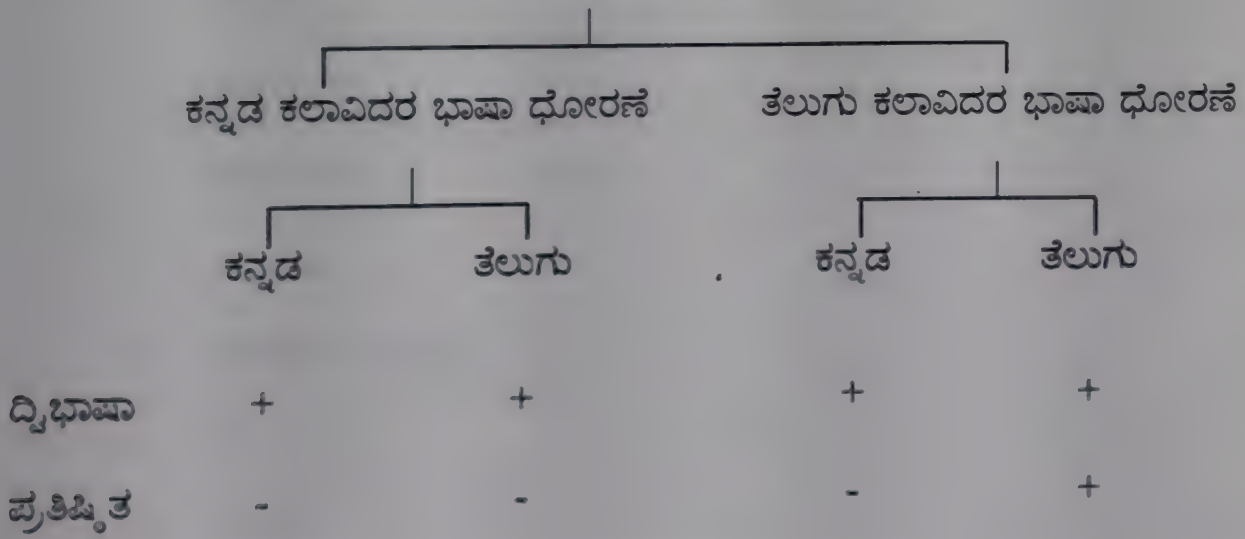 ಕನ್ನಡ ಕಲಾವಿದರ ಭಾಷಾ ಧೋರಣೆ ತೆಲುಗು ಕಲಾವಿದರ ಭಾಷಾ ಧೋರಣೆ
ಕನ್ನಡ ತೆಲುಗು ಕನ್ನಡ ತೆಲುಗು
ದ್ವಿಭಾಷಾ + + + +
ಪ್ರತಿಷ್ಠಿತ - - - +